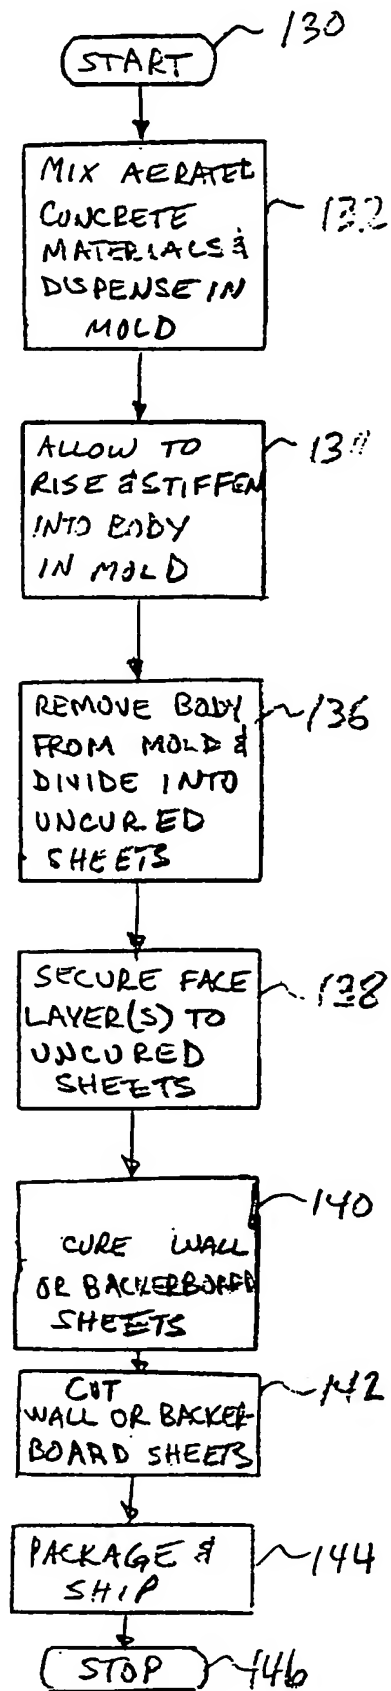 130
START
MIX AERATED
CONCRETE
MATERIALS &
DISPENSE IN
MOLD
132
ALLOW TO
RISE & STIFFEN
INTO BODY
IN MOLD
REMOVE BODY
FROM MOLD &
DIVIDE INTO
UNCURED
SHEETS
136
SECURE FACE
LAYER(S) TO
UNCURED
SHEETS
138
CURE WALL
OR BACKERBOARD
SHEETS
140
CUT
WALL OR BACKER-
BOARD SHEETS
142
PACKAGE &
SHIP
144
STOP
146